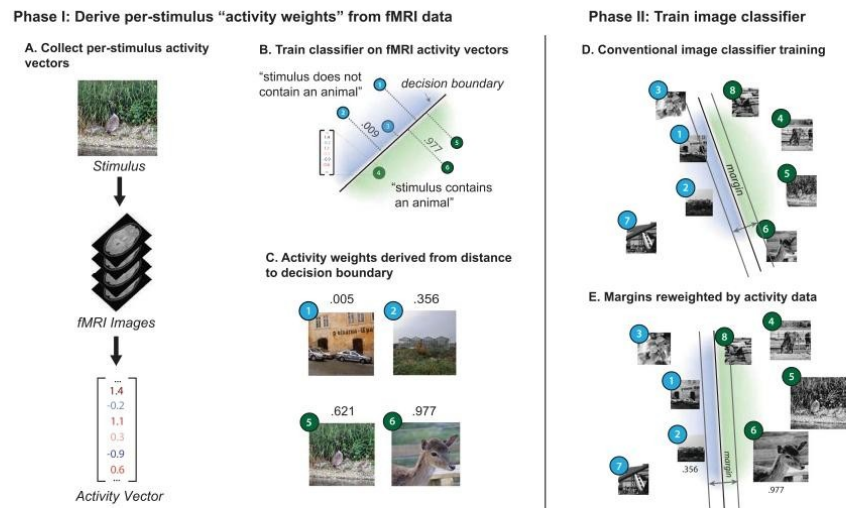 Phase I: Derive per-stimulus “activity weights” from fMRI data
Phase II: Train image classifier
A. Collect per-stimulus activity
vectors
Stimulus
fMRI Images
...
1.4
-0.2
1.1
0.3
-0.9
0.6
...
Activity Vector
B. Train classifier on fMRI activity vectors
“stimulus does not
contain an animal”
decision boundary
1
2
3
.009
.977
4
5
6
“stimulus contains
an animal”
C. Activity weights derived from distance
to decision boundary
.005
.356
1
2
.621
.977
5
6
D. Conventional image classifier training
3
8
4
1
margin
2
5
7
6
E. Margins reweighted by activity data
3
4
8
1
5
2
6
.356
margin
7
.977